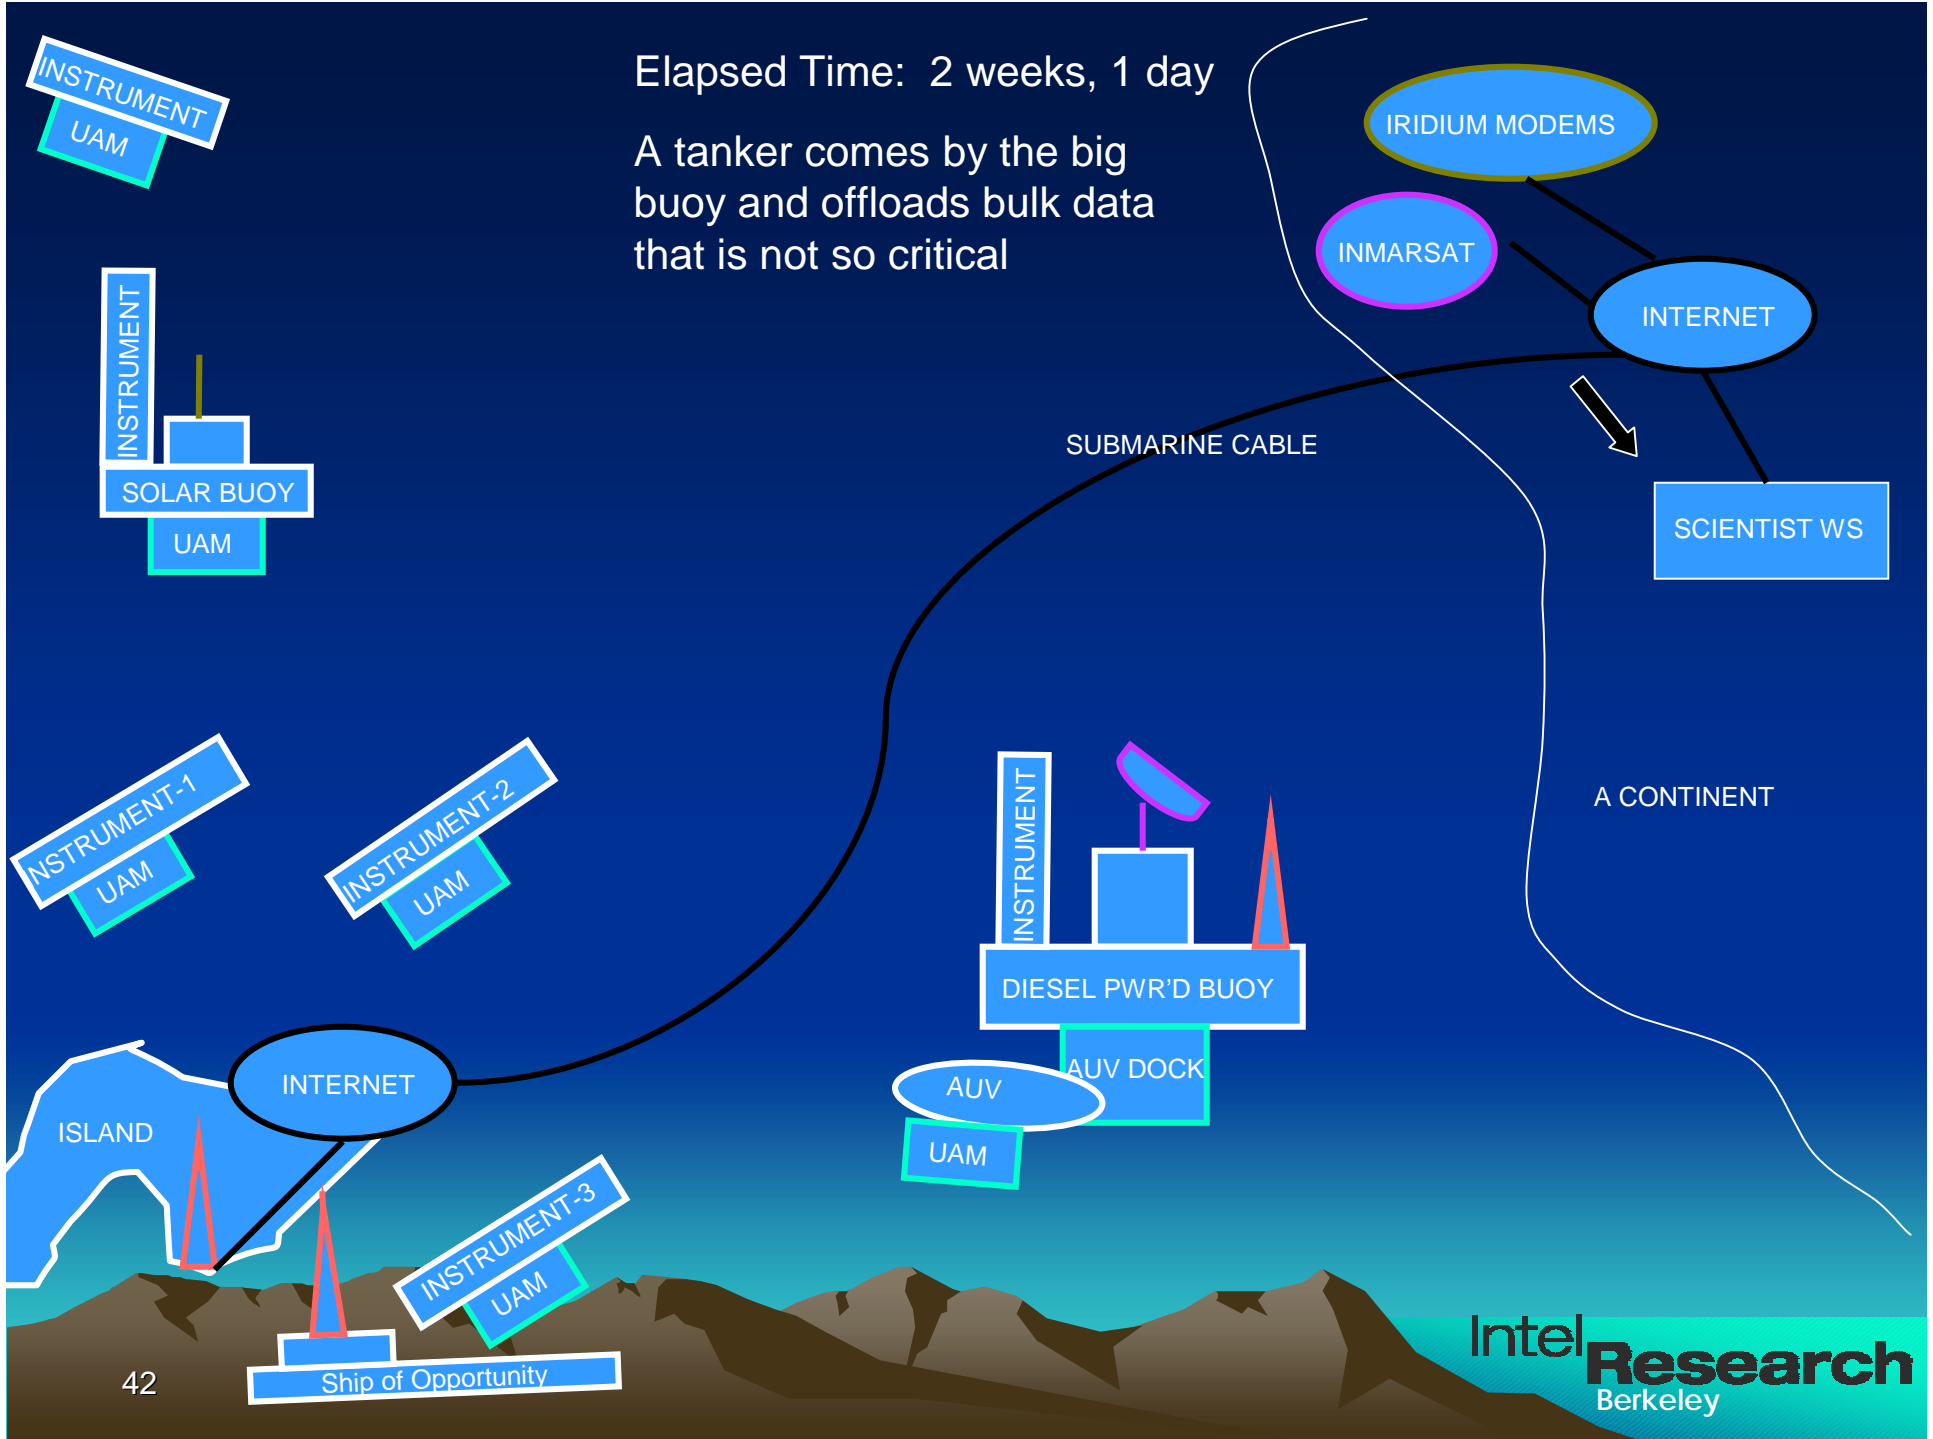 Elapsed Time: 2 weeks, 1 day
A tanker comes by the big
buoy and offloads bulk data
that is not so critical
INSTRUMENT
UAM
IRIDIUM MODEMS
INMARSAT
INTERNET
INSTRUMENT
SOLAR BUOY
UAM
SUBMARINE CABLE
SCIENTIST WS
NSTRUMENT-1
UAM
INSTRUMENT-2
UAM
INSTRUMENT
A CONTINENT
DIESEL PWR'D BUOY
AUV DOCK
AUV
UAM
INTERNET
ISLAND
INSTRUMENT-3
UAM
Ship of Opportunity
42
Intel
Research
Berkeley